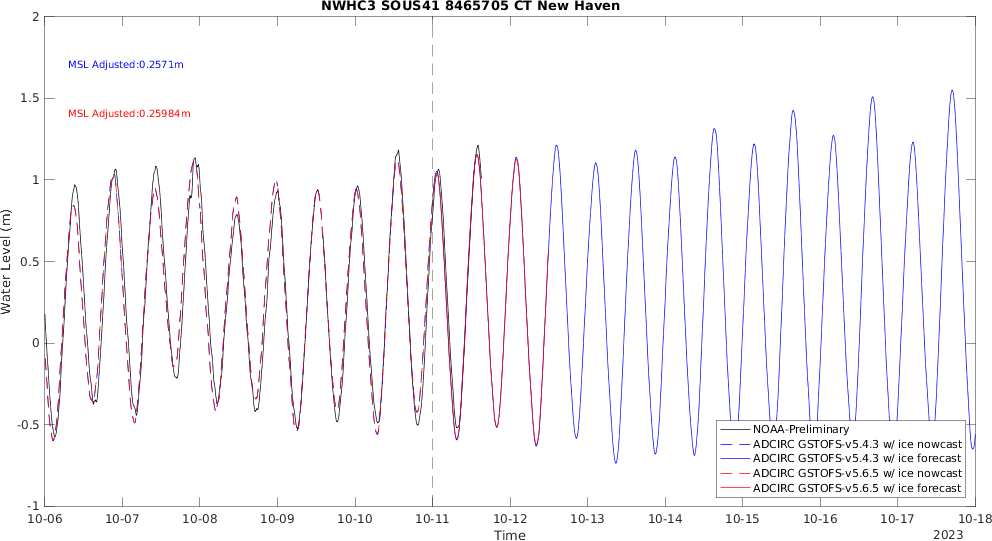 NWHC3 SOUS41 8465705 CT New Haven
2
1.5
1
0.5
0
-0.5
-1
Water Level (m)
MSL Adjusted:0.2571m
MSL Adjusted:0.25984m
NOAA-Preliminary
ADCIRC GSTOFS-v5.4.3 w/ ice nowcast
ADCIRC GSTOFS-v5.4.3 w/ ice forecast
ADCIRC GSTOFS-v5.6.5 w/ ice nowcast
ADCIRC GSTOFS-v5.6.5 w/ ice forecast
10-06 10-07 10-08 10-09 10-10 10-11 10-12 10-13 10-14 10-15 10-16 10-17 10-18
Time
2023